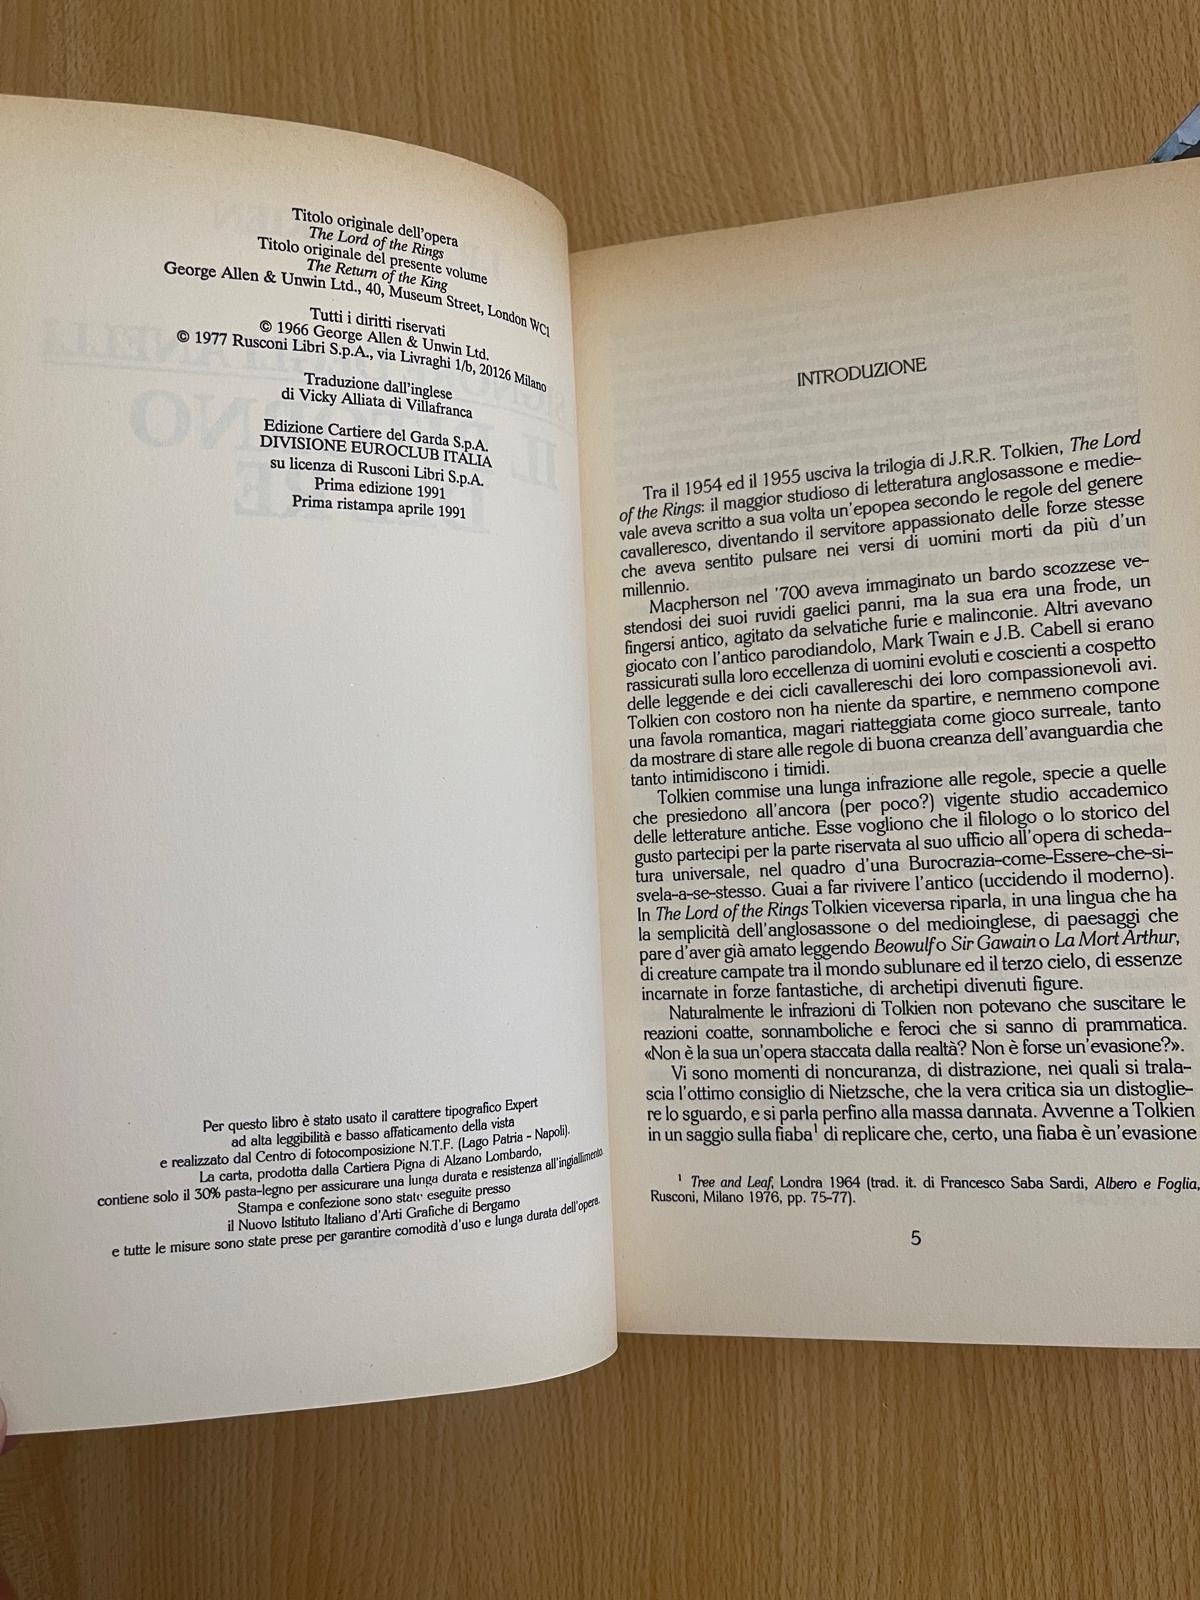 Titolo originale dell'opera
The Lord of the Rings
Titolo originale del presente volume
The Return of the King
George Allen & Unwin Ltd., 40, Museum Street, London WC1
Tutti i diritti riservati
© 1966 George Allen & Unwin Ltd.
© 1977 Rusconi Libri S.p.A., via Livraghi 1/b, 20126 Milano
Traduzione dall'inglese
di Vicky Alliata di Villafranca
Edizione Cartiere del Garda S.p.A.
DIVISIONE EUROCLUB ITALIA
su licenza di Rusconi Libri S.p.A.
Prima edizione 1991
Prima ristampa aprile 1991
Per questo libro è stato usato il carattere tipografico Expert
ad alta leggibilità e basso affaticamento della vista
e realizzato dal Centro di fotocomposizione N.T.F. (Lago Patria - Napoli).
La carta, prodotta dalla Cartiera Pigna di Alzano Lombardo,
contiene solo il 30% pasta-legno per assicurare una lunga durata e resistenza all'ingiallimento.
Stampa e confezione sono state eseguite presso
il Nuovo Istituto Italiano d'Arti Grafiche di Bergamo
e tutte le misure sono state prese per garantire comodità d'uso e lunga durata dell'opera.
INTRODUZIONE
Tra il 1954 ed il 1955 usciva la trilogia di J.R.R. Tolkien, The Lord
of the Rings: il maggior studioso di letteratura anglosassone e medie-
vale aveva scritto a sua volta un'epopea secondo le regole del genere
cavalleresco, diventando il servitore appassionato delle forze stesse
che aveva sentito pulsare nei versi di uomini morti da più d'un
millennio.
Macpherson nel '700 aveva immaginato un bardo scozzese ve-
stendosi dei suoi ruvidi gaelici panni, ma la sua era una frode, un
fingersi antico, agitato da selvatiche furie e malinconie. Altri avevano
giocato con l'antico parodiandolo, Mark Twain e J.B. Cabell si erano
rassicurati sulla loro eccellenza di uomini evoluti e coscienti a cospetto
delle leggende e dei cicli cavallereschi dei loro compassionevoli avi.
Tolkien con costoro non ha niente da spartire, e nemmeno compone
una favola romantica, magari riatteggiata come gioco surreale, tanto
da mostrare di stare alle regole di buona creanza dell'avanguardia che
tanto intimidiscono i timidi.
Tolkien commise una lunga infrazione alle regole, specie a quelle
che presiedono all'ancora (per poco?) vigente studio accademico
delle letterature antiche. Esse vogliono che il filologo o lo storico del
gusto partecipi per la parte riservata al suo ufficio all'opera di scheda-
tura universale, nel quadro d'una Burocrazia-come-Essere-che-si-
svela-a-se-stesso. Guai a far rivivere l'antico (uccidendo il moderno).
In The Lord of the Rings Tolkien viceversa riparla, in una lingua che ha
la semplicità dell'anglosassone o del medioinglese, di paesaggi che
pare d'aver già amato leggendo Beowulf o Sir Gawain o La Mort Arthur,
di creature campate tra il mondo sublunare ed il terzo cielo, di essenze
incarnate in forze fantastiche, di archetipi divenuti figure.
Naturalmente le infrazioni di Tolkien non potevano che suscitare le
reazioni coatte, sonnamboliche e feroci che si sanno di prammatica.
«Non è la sua un'opera staccata dalla realtà? Non è forse un'evasione?».
Vi sono momenti di noncuranza, di distrazione, nei quali si trala-
scia l'ottimo consiglio di Nietzsche, che la vera critica sia un distoglie-
re lo sguardo, e si parla perfino alla massa dannata. Avvenne a Tolkien
in un saggio sulla fiaba¹ di replicare che, certo, una fiaba è un'evasione
¹ Tree and Leaf, Londra 1964 (trad. it. di Francesco Saba Sardi, Albero e Foglia,
Rusconi, Milano 1976, pp. 75-77).
5